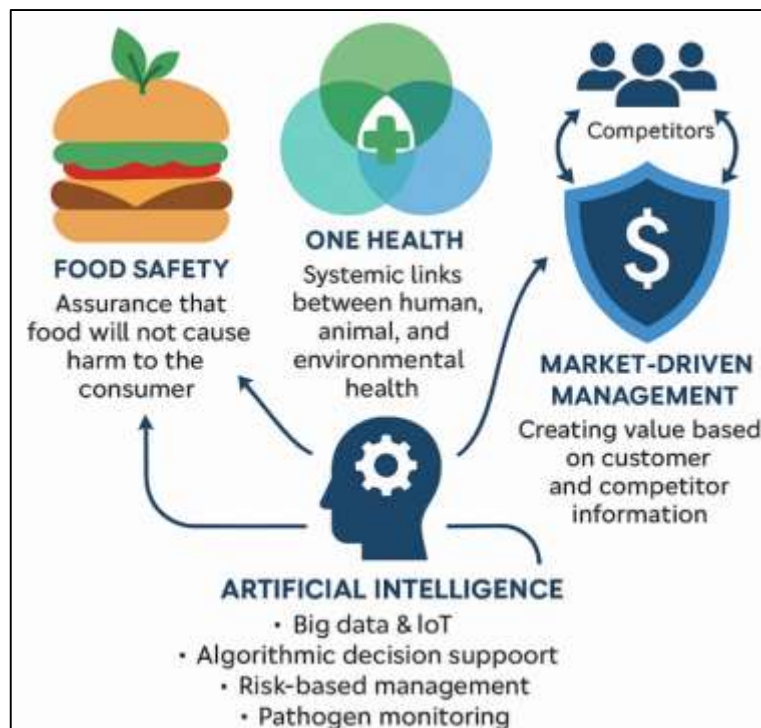 FOOD SAFETY
Assurance that
food will not cause
harm to the
consumer
ONE HEALTH
Systemic links
between human,
animal, and
environmental
health
Competitors
$
MARKET-DRIVEN
MANAGEMENT
Creating value based
on customer
and competitor
information
ARTIFICIAL INTELLIGENCE
• Big data & IoT
• Algorithmic decision suppoort
• Risk-based management
• Pathogen monitoring